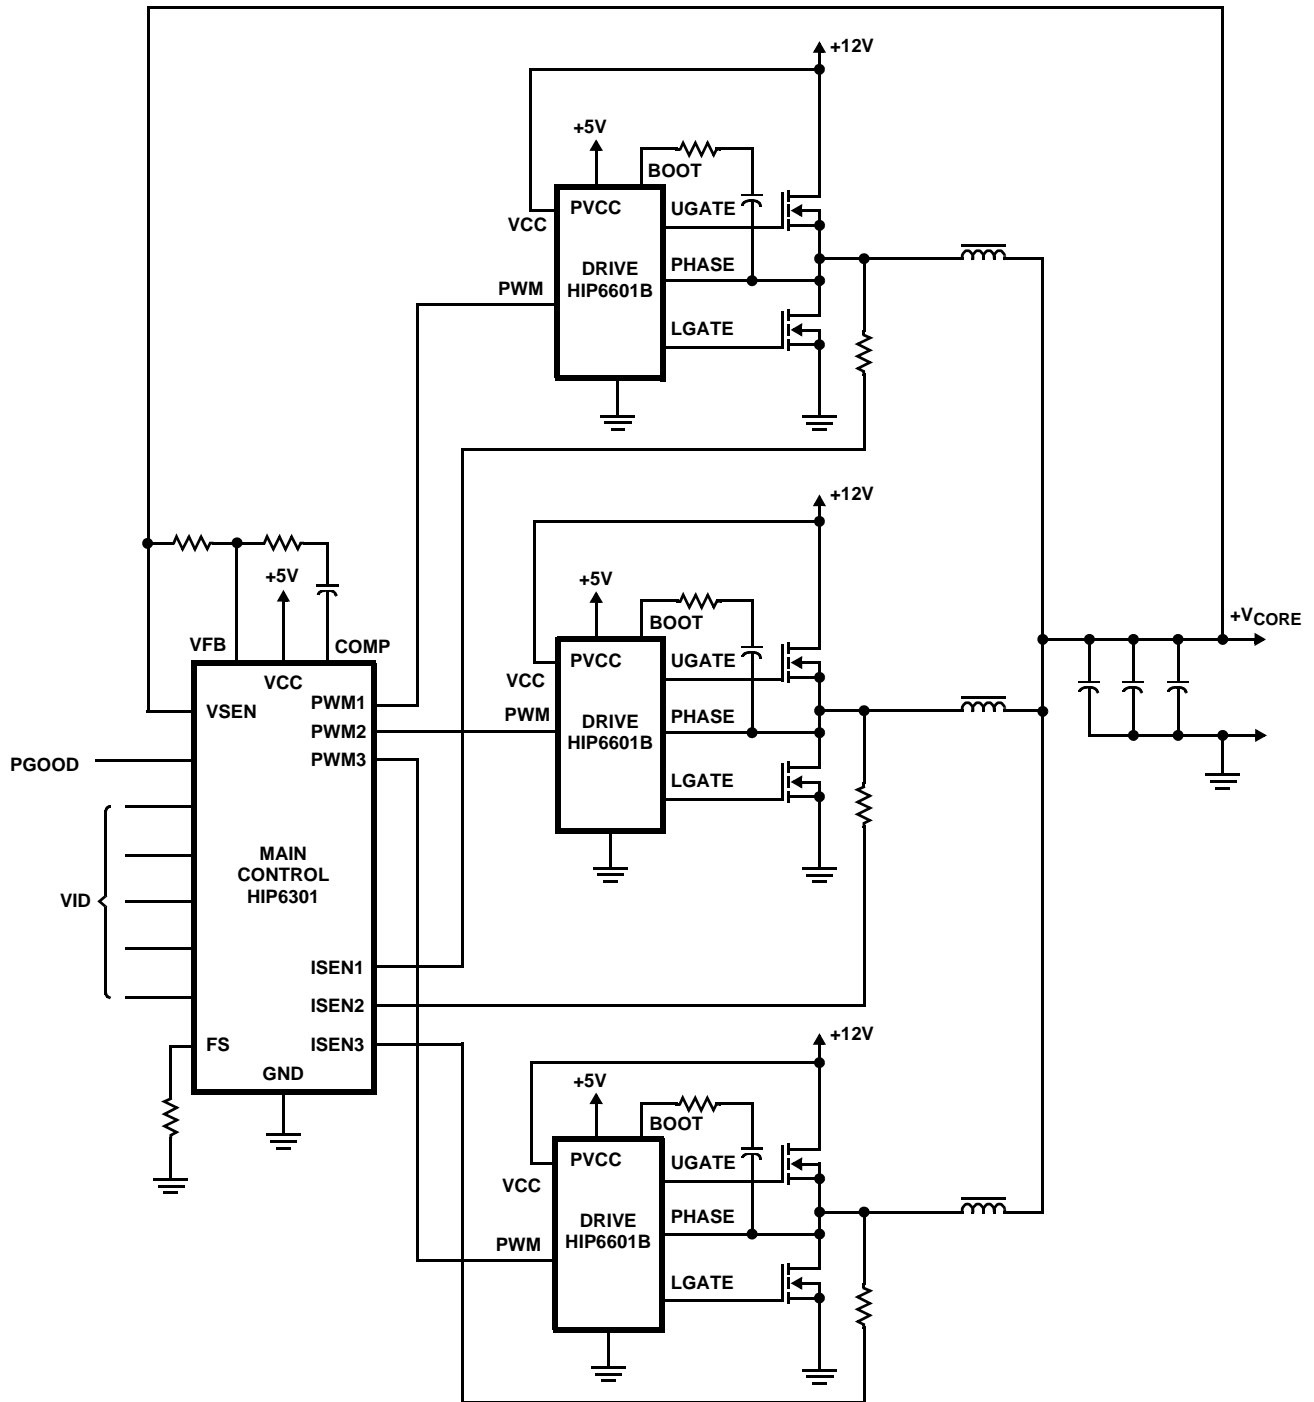 +12V
+5V
BOOT
VCC
PVCC
UGATE
DRIVE
HIP6601B
PHASE
PWM
LGATE
+12V
+5V
BOOT
VCC
PVCC
UGATE
PWM
DRIVE
HIP6601B
PHASE
LGATE
+VCORE
+5V
VFB
COMP
VCC
VSEN
PWM1
PWM2
PWM3
PGOOD
MAIN
CONTROL
HIP6301
VID
ISEN1
ISEN2
FS
ISEN3
GND
+12V
+5V
BOOT
VCC
PVCC
UGATE
DRIVE
HIP6601B
PHASE
PWM
LGATE